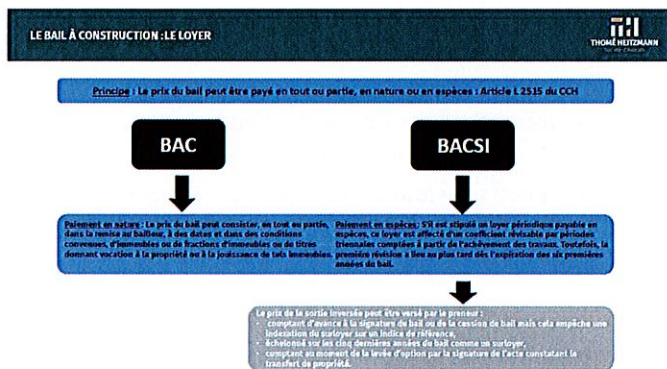 LE BAIL À CONSTRUCTION : LE LOYER
THOMÉ HEITZMANN
Principe : Le prix du bail peut être payé en tout ou partie, en nature ou en espèces : Article L 2515 du CCH
BAC
BACSI
Paiement en nature : Le prix du bail peut consister, en tout ou partie,
dans la remise au bailleur, à des dates et dans des conditions
convenues, d'immeubles ou de fractions d'immeubles ou de titres
donnant vocation à la propriété ou à la jouissance de tels immeubles.
Paiement en espèces : S'il est stipulé un loyer périodique payable en
espèces, ce loyer est affecté d'un coefficient révisable par périodes
triennales comptées à partir de l'achèvement des travaux. Toutefois, la
première révision a lieu au plus tard dès l'expiration des six premières
années du bail.
Le prix de la sortie inversée peut être versé par le preneur :
• comptant d'avance à la signature de bail ou de la cession de bail mais cela empêche une
indexation du surloyer sur un indice de référence,
• échelonné sur les cinq dernières années du bail comme un surloyer,
• comptant au moment de la levée d'option par la signature de l'acte constatant le
transfert de propriété.